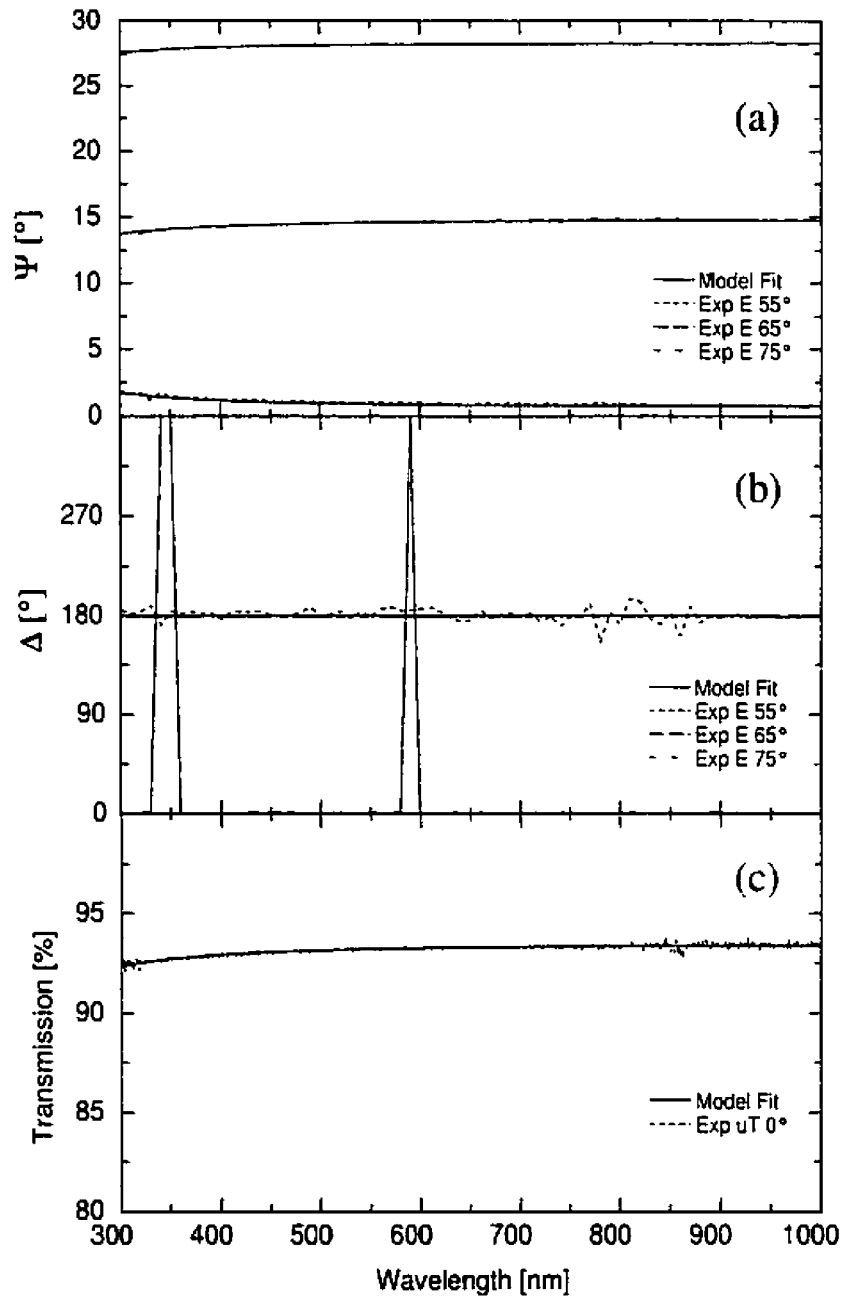 30
25
20
15
10
5
0
Ψ [°]
(a)
Model Fit
Exp E 55°
Exp E 65°
Exp E 75°
270
180
90
0
Δ [°]
(b)
Model Fit
Exp E 55°
Exp E 65°
Exp E 75°
95
90
85
80
Transmission [%]
(c)
Model Fit
Exp uT 0°
300 400 500 600 700 800 900 1000
Wavelength [nm]